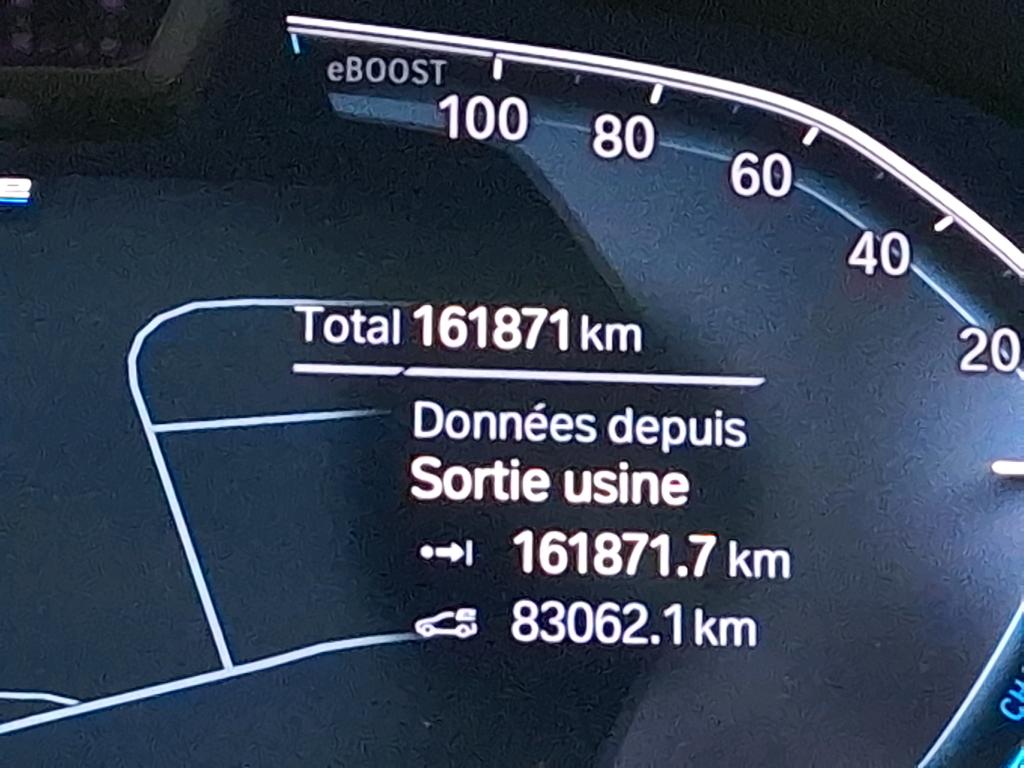 eBOOST
100
80
60
40
20
Total 161871 km
Données depuis
Sortie usine
161871.7 km
83062.1 km